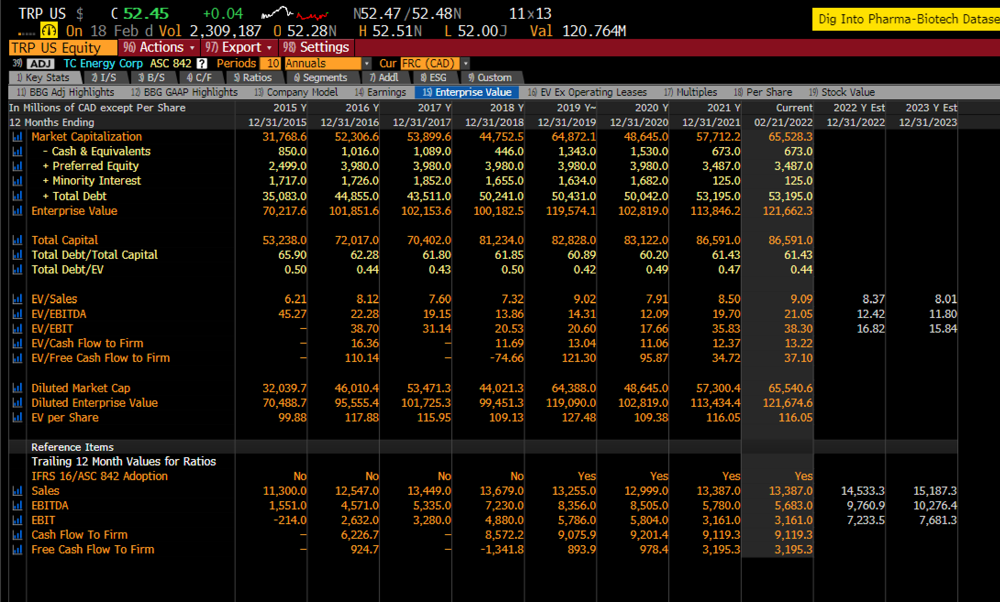 TRP US $ C 52.45 +0.04 N52.47/52.48N 11x13
Dig Into Pharma-Biotech Datase
On 18 Feb d Vol 2,309,187 O 52.28N H 52.51N L 52.00J Val 120.764M
TRP US Equity 96) Actions 97) Export 98) Settings
39) ADJ TC Energy Corp ASC 842 ? Periods 10 Annuals Cur FRC (CAD)
1) Key Stats 2) I/S 3) B/S 4) C/F 5) Ratios 6) Segments 7) Addl 8) ESG 9) Custom
11) BBG Adj Highlights 12) BBG GAAP Highlights 13) Company Model 14) Earnings 15) Enterprise Value 16) EV Ex Operating Leases 17) Multiples 18) Per Share 19) Stock Value
In Millions of CAD except Per Share 2015 Y 2016 Y 2017 Y 2018 Y 2019 Y~ 2020 Y 2021 Y Current 2022 Y Est 2023 Y Est
12 Months Ending 12/31/2015 12/31/2016 12/31/2017 12/31/2018 12/31/2019 12/31/2020 12/31/2021 02/21/2022 12/31/2022 12/31/2023
Market Capitalization 31,768.6 52,306.6 53,899.6 44,752.5 64,872.1 48,645.0 57,712.2 65,528.3
- Cash & Equivalents 850.0 1,016.0 1,089.0 446.0 1,343.0 1,530.0 673.0 673.0
+ Preferred Equity 2,499.0 3,980.0 3,980.0 3,980.0 3,980.0 3,980.0 3,487.0 3,487.0
+ Minority Interest 1,717.0 1,726.0 1,852.0 1,655.0 1,634.0 1,682.0 125.0 125.0
+ Total Debt 35,083.0 44,855.0 43,511.0 50,241.0 50,431.0 50,042.0 53,195.0 53,195.0
Enterprise Value 70,217.6 101,851.6 102,153.6 100,182.5 119,574.1 102,819.0 113,846.2 121,662.3
Total Capital 53,238.0 72,017.0 70,402.0 81,234.0 82,828.0 83,122.0 86,591.0 86,591.0
Total Debt/Total Capital 65.90 62.28 61.80 61.85 60.89 60.20 61.43 61.43
Total Debt/EV 0.50 0.44 0.43 0.50 0.42 0.49 0.47 0.44
EV/Sales 6.21 8.12 7.60 7.32 9.02 7.91 8.50 9.09 8.37 8.01
EV/EBITDA 45.27 22.28 19.15 13.86 14.31 12.09 19.70 21.05 12.42 11.80
EV/EBIT – 38.70 31.14 20.53 20.60 17.66 35.83 38.30 16.82 15.84
EV/Cash Flow to Firm – 16.36 – 11.69 13.04 11.06 12.37 13.22
EV/Free Cash Flow to Firm – 110.14 – -74.66 121.30 95.87 34.72 37.10
Diluted Market Cap 32,039.7 46,010.4 53,471.3 44,021.3 64,388.0 48,645.0 57,300.4 65,540.6
Diluted Enterprise Value 70,488.7 95,555.4 101,725.3 99,451.3 119,090.0 102,819.0 113,434.4 121,674.6
EV per Share 99.88 117.88 115.95 109.13 127.48 109.38 116.05 116.05
Reference Items
Trailing 12 Month Values for Ratios
IFRS 16/ASC 842 Adoption No No No No Yes Yes Yes Yes
Sales 11,300.0 12,547.0 13,449.0 13,679.0 13,255.0 12,999.0 13,387.0 13,387.0 14,533.3 15,187.3
EBITDA 1,551.0 4,571.0 5,335.0 7,230.0 8,356.0 8,505.0 5,780.0 5,683.0 9,760.9 10,276.4
EBIT -214.0 2,632.0 3,280.0 4,880.0 5,786.0 5,804.0 3,161.0 3,161.0 7,233.5 7,681.3
Cash Flow To Firm – 6,226.7 – 8,572.2 9,075.9 9,201.4 9,119.3 9,119.3
Free Cash Flow To Firm – 924.7 – -1,341.8 893.9 978.4 3,195.3 3,195.3